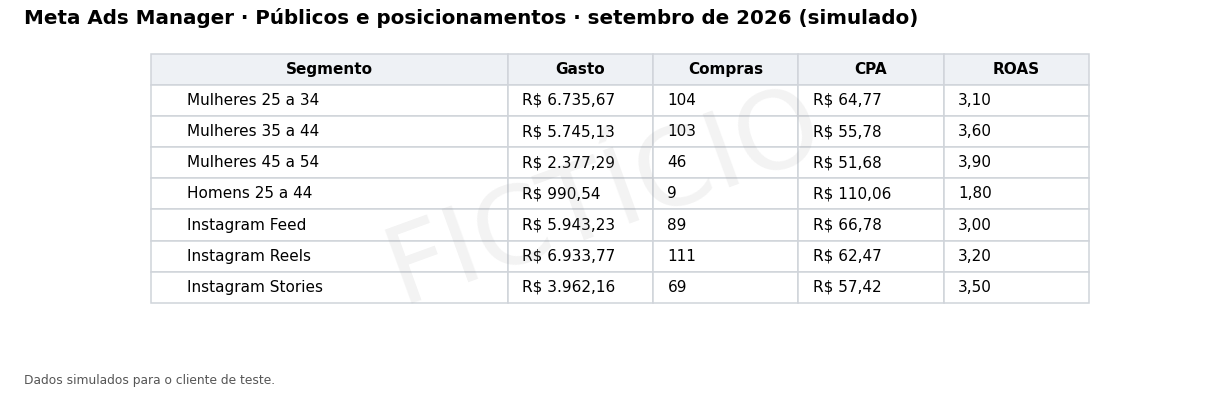 Meta Ads Manager · Públicos e posicionamentos · setembro de 2026 (simulado)
Segmento Gasto Compras CPA ROAS
Mulheres 25 a 34 R$ 6.735,67 104 R$ 64,77 3,10
Mulheres 35 a 44 R$ 5.745,13 103 R$ 55,78 3,60
Mulheres 45 a 54 R$ 2.377,29 46 R$ 51,68 3,90
Homens 25 a 44 R$ 990,54 9 R$ 110,06 1,80
Instagram Feed R$ 5.943,23 89 R$ 66,78 3,00
Instagram Reels R$ 6.933,77 111 R$ 62,47 3,20
Instagram Stories R$ 3.962,16 69 R$ 57,42 3,50
FICTÍCIO
Dados simulados para o cliente de teste.